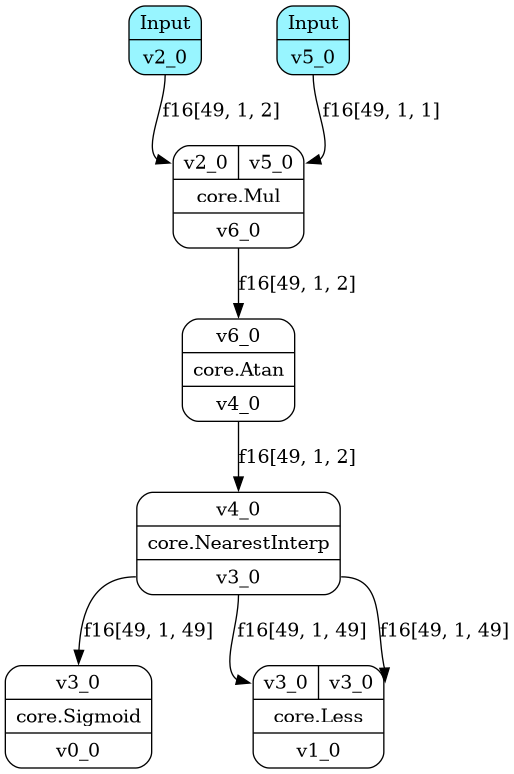 Input
v2_0
Input
v5_0
f16[49, 1, 2]
f16[49, 1, 1]
v2_0 v5_0
core.Mul
v6_0
f16[49, 1, 2]
v6_0
core.Atan
v4_0
f16[49, 1, 2]
v4_0
core.NearestInterp
v3_0
f16[49, 1, 49]
f16[49, 1, 49]
f16[49, 1, 49]
v3_0
core.Sigmoid
v0_0
v3_0 v3_0
core.Less
v1_0